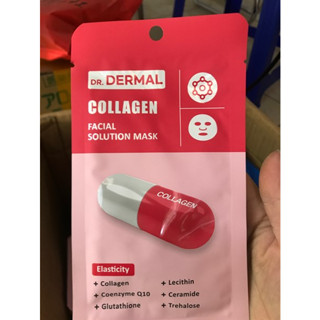 DR. DERMAL
COLLAGEN
FACIAL
SOLUTION MASK
COLLAGEN
Elasticity
+ Collagen
+ Coenzyme Q10
+ Glutathione
+ Lecithin
+ Ceramide
+ Trehalose